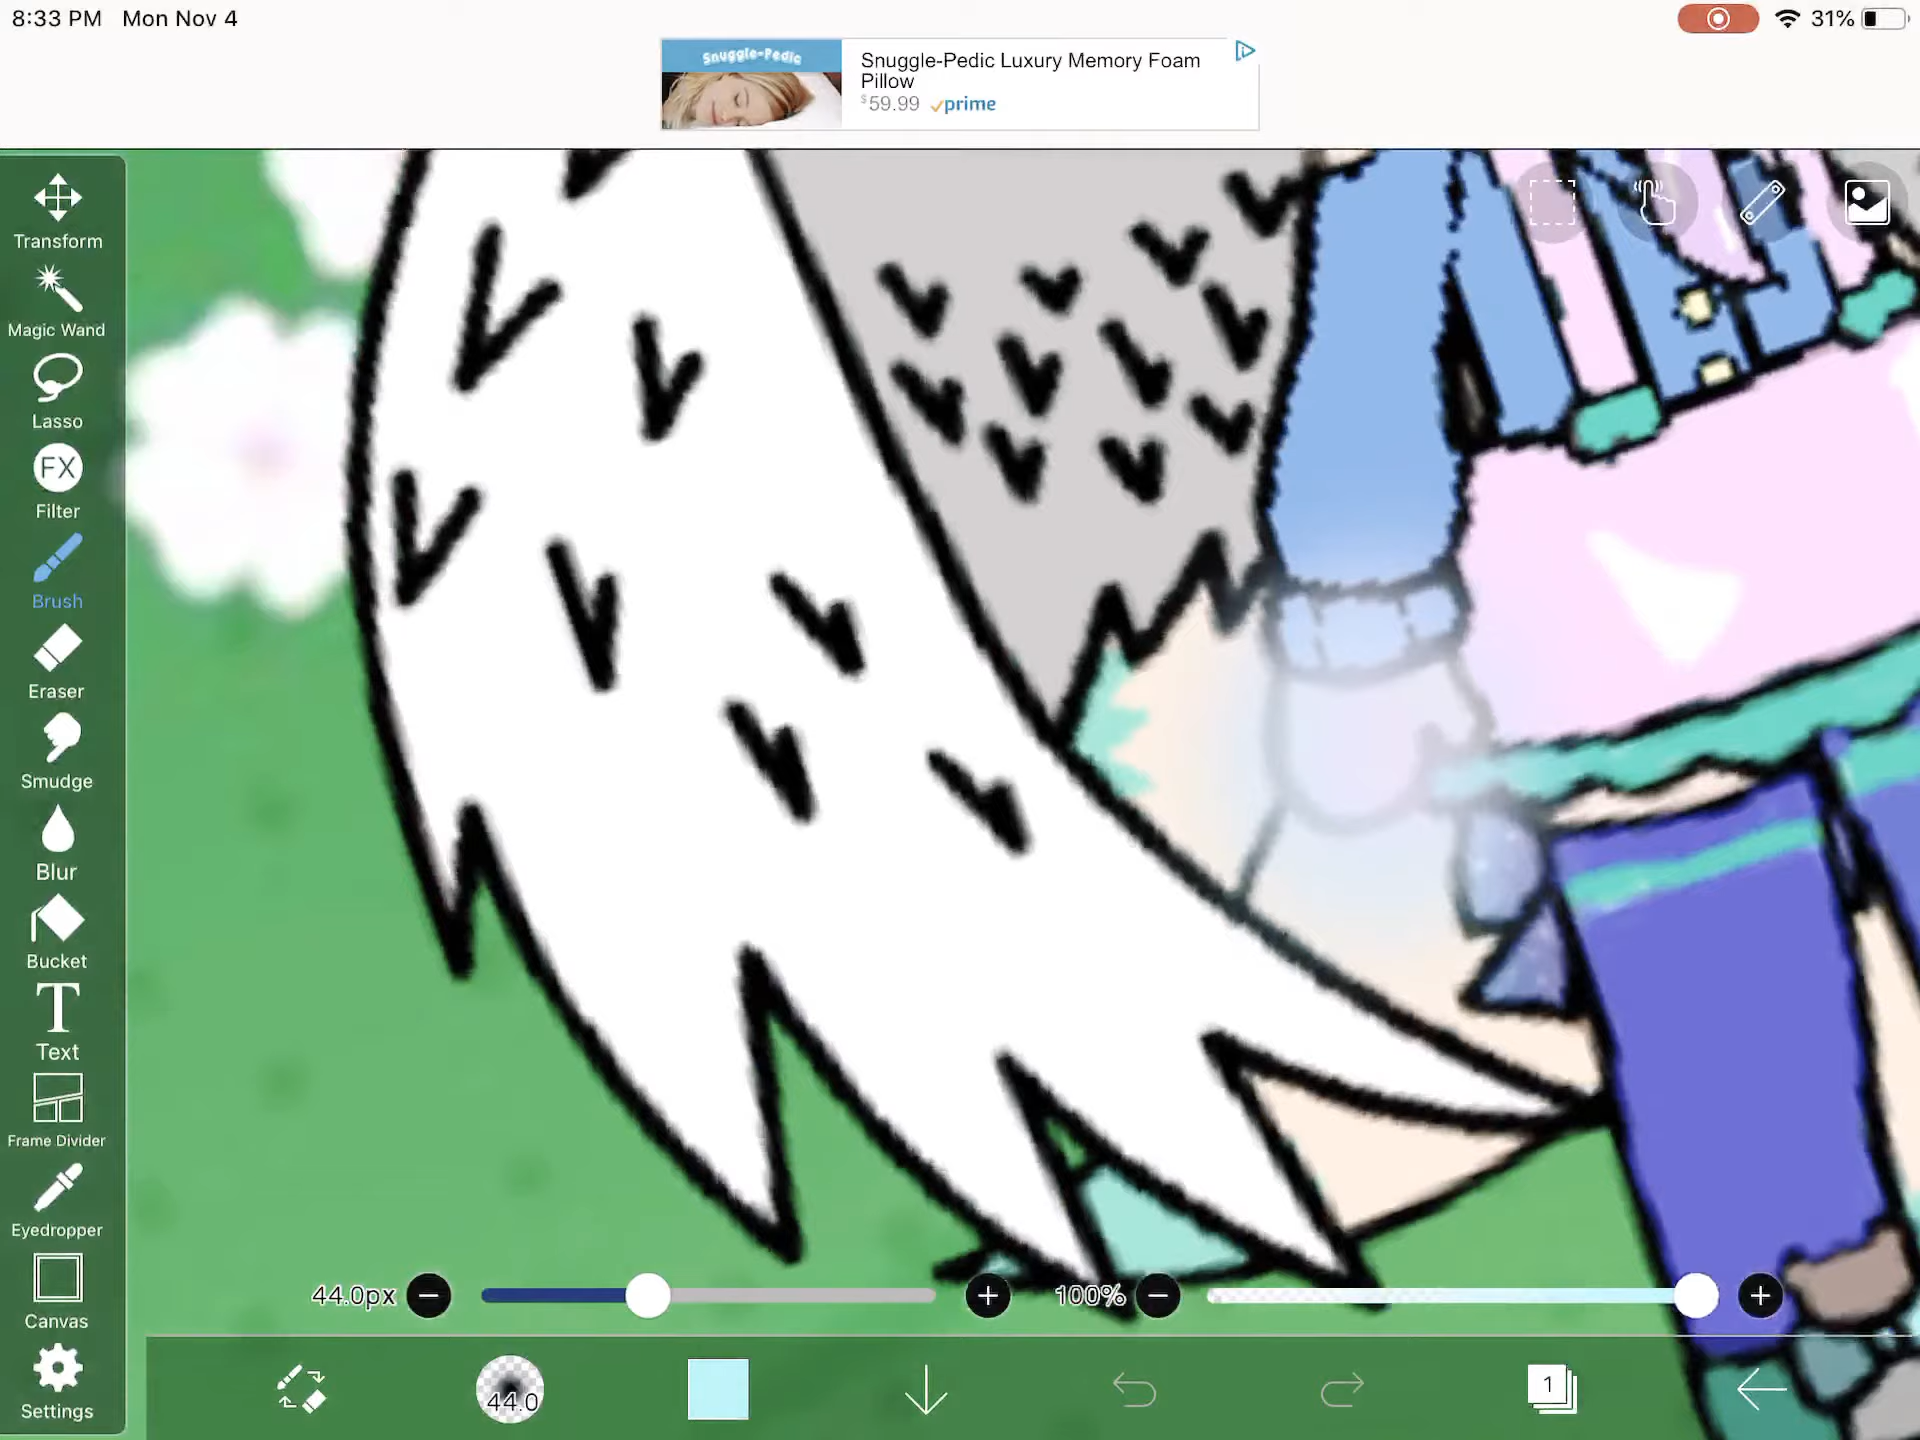 8:33 PM Mon Nov 4
31%
Snuggle-Pedic
Snuggle-Pedic Luxury Memory Foam
Pillow
$59.99 prime
Transform
Magic Wand
Lasso
FX
Filter
Brush
Eraser
Smudge
Blur
Bucket
T
Text
Frame Divider
Eyedropper
Canvas
Settings
44.0px
100%
44.0
1